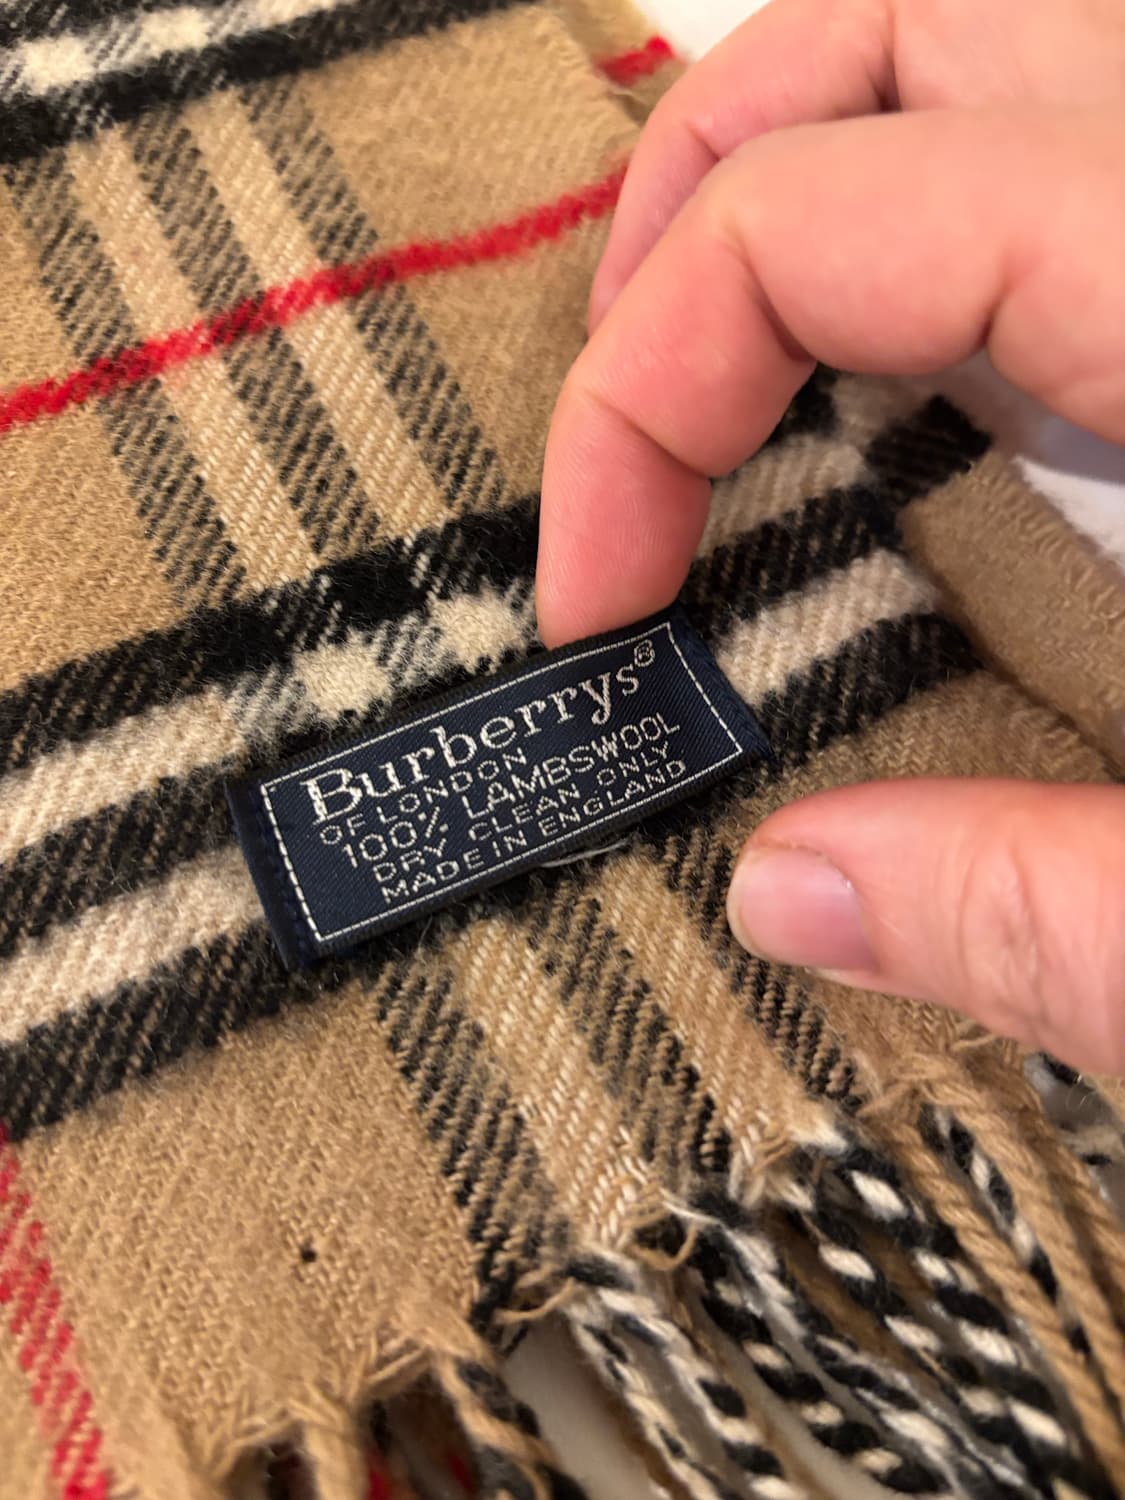 Burberrys®
OF LONDON
100% LAMBSWOOL
DRY CLEAN ONLY
MADE IN ENGLAND